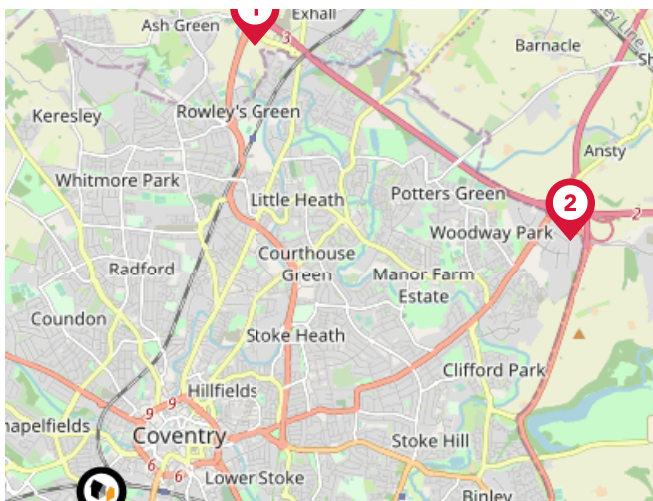 1
Exhall
Ash Green
3
Barnacle
Keresley
Rowley's Green
Ansty
Whitmore Park
Potters Green
Little Heath
2
2
Woodway Park
Courthouse
Green
Radford
Manor Farm
Estate
Coundon
Stoke Heath
Clifford Park
Hillfields
9
9
hapelfields
Coventry
Stoke Hill
6
6
Lower Stoke
Binley